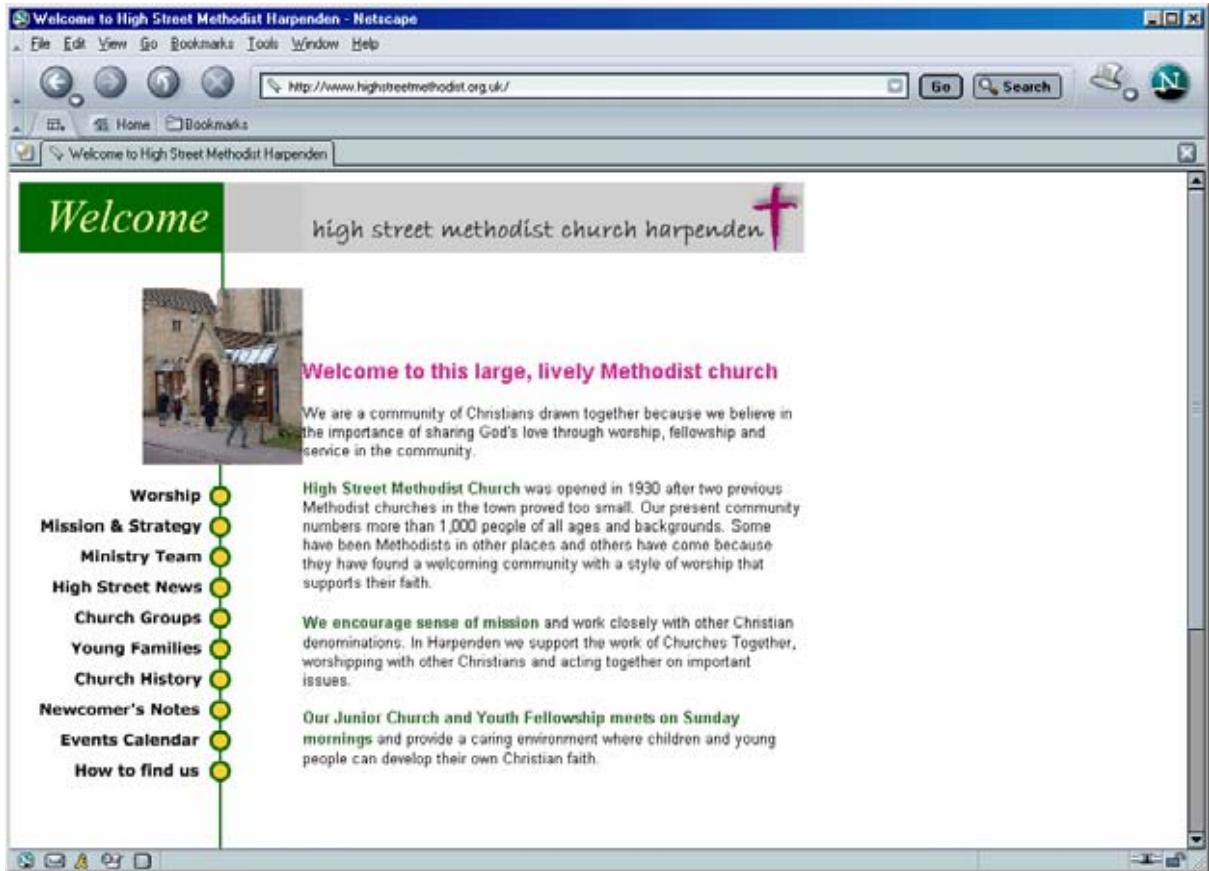 Welcome to High Street Methodist Harpenden - Netscape
File Edit View Go Bookmarks Tools Window Help
http://www.highstreetmethodist.org.uk/ Go Search N
Home Bookmarks
Welcome to High Street Methodist Harpenden
Welcome
high street methodist church harpenden
Welcome to this large, lively Methodist church
We are a community of Christians drawn together because we believe in
the importance of sharing God's love through worship, fellowship and
service in the community.
High Street Methodist Church was opened in 1930 after two previous
Methodist churches in the town proved too small. Our present community
numbers more than 1,000 people of all ages and backgrounds. Some
have been Methodists in other places and others have come because
they have found a welcoming community with a style of worship that
supports their faith.
We encourage sense of mission and work closely with other Christian
denominations. In Harpenden we support the work of Churches Together,
worshipping with other Christians and acting together on important
issues.
Our Junior Church and Youth Fellowship meets on Sunday
mornings and provide a caring environment where children and young
people can develop their own Christian faith.
Worship
Mission & Strategy
Ministry Team
High Street News
Church Groups
Young Families
Church History
Newcomer's Notes
Events Calendar
How to find us